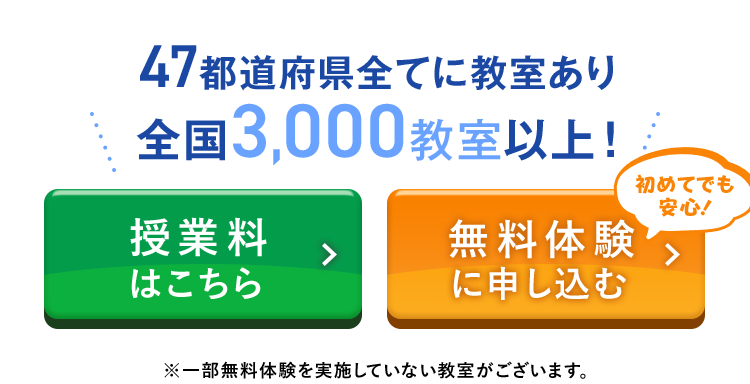 47都道府県全てに教室あり
全国3,000教室以上！
初めてでも
安心！
授業料
はこちら
無料体験
に申し込む
※一部無料体験を実施していない教室がございます。